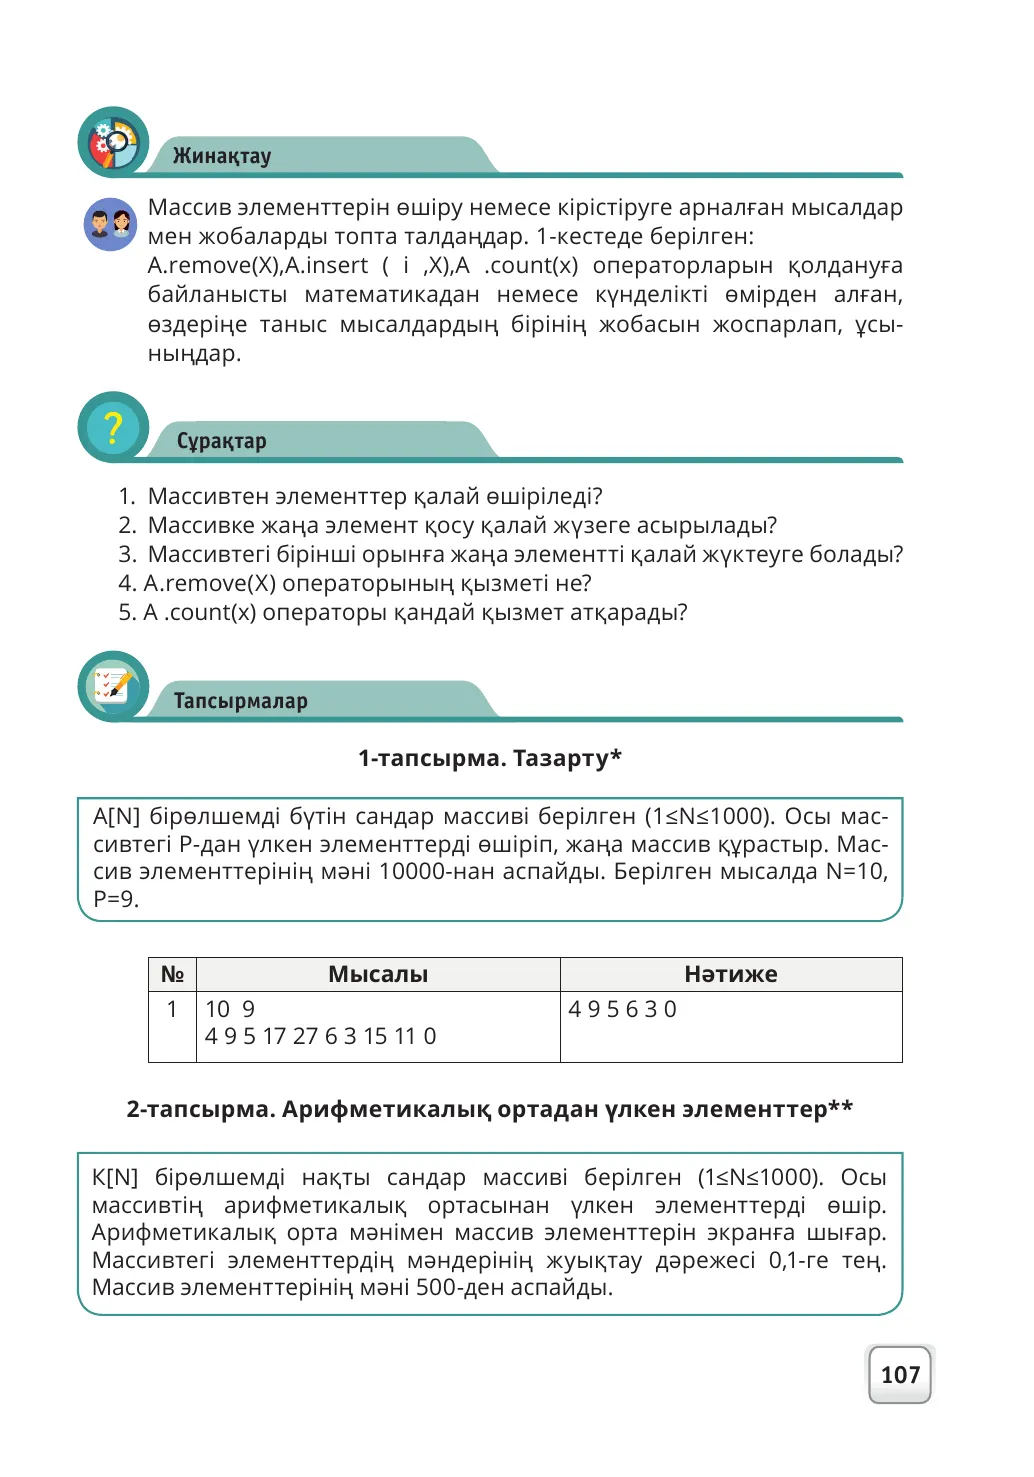 Жинақтау
Массив элементтерін өшіру немесе кірістіруге арналған мысалдар
мен жобаларды топта талдаңдар. 1-кестеде берілген:
A.remove(X),A.insert ( i ,X),A .count(x) операторларын қолдануға
байланысты математикадан немесе күнделікті өмірден алған,
өздеріңе таныс мысалдардың бірінің жобасын жоспарлап, ұсы-
ныңдар.
?
Сұрақтар
1. Массивтен элементтер қалай өшіріледі?
2. Массивке жаңа элемент қосу қалай жүзеге асырылады?
3. Массивтегі бірінші орынға жаңа элементті қалай жүктеуге болады?
4. A.remove(X) операторының қызметі не?
5. A .count(x) операторы қандай қызмет атқарады?
Тапсырмалар
1-тапсырма. Тазарту*
A[N] бірөлшемді бүтін сандар массиві берілген (1≤N≤1000). Осы мас-
сивтегі P-дан үлкен элементтерді өшіріп, жаңа массив құрастыр. Мас-
сив элементтерінің мәні 10000-нан аспайды. Берілген мысалда N=10,
P=9.
№ Мысалы Нәтиже
1 10 9 4 9 5 6 3 0
4 9 5 17 27 6 3 15 11 0
2-тапсырма. Арифметикалық ортадан үлкен элементтер**
K[N] бірөлшемді нақты сандар массиві берілген (1≤N≤1000). Осы
массивтің арифметикалық ортасынан үлкен элементтерді өшір.
Арифметикалық орта мәнімен массив элементтерін экранға шығар.
Массивтегі элементтердің мәндерінің жуықтау дәрежесі 0,1-ге тең.
Массив элементтерінің мәні 500-ден аспайды.
107